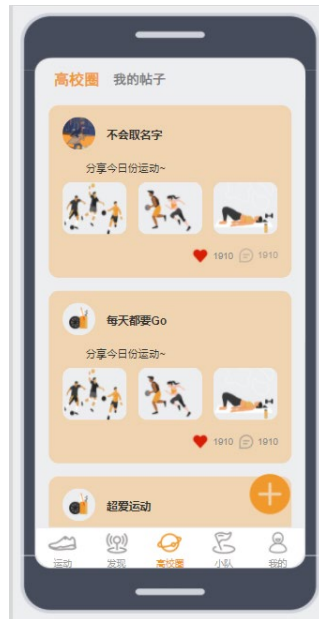 高校圈 我的帖子
不会取名字
分享今日份运动~
1910 1910
每天都要Go
分享今日份运动~
1910 1910
超爱运动
运动 发现 高校圈 小队 我的